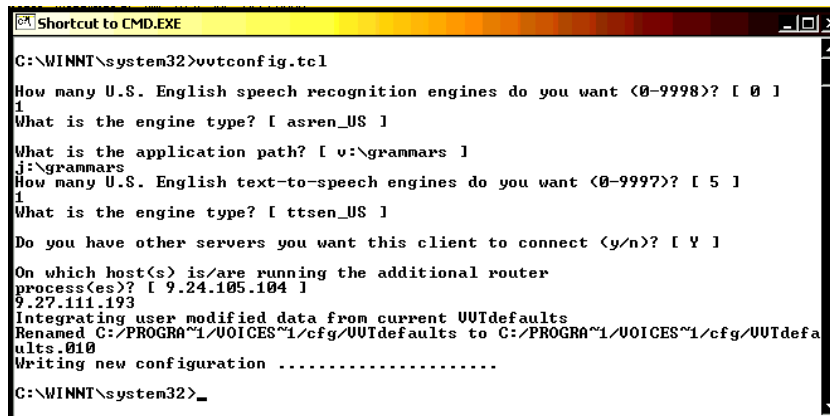 Shortcut to CMD.EXE
C:\WINNT\system32>vvtconfig.tcl
How many U.S. English speech recognition engines do you want (0-9998)? [ 0 ]
1
What is the engine type? [ asren_US ]
What is the application path? [ v:\grammars ]
j:\grammars
How many U.S. English text-to-speech engines do you want (0-9997)? [ 5 ]
1
What is the engine type? [ ttsen_US ]
Do you have other servers you want this client to connect (y/n)? [ Y ]
On which host(s) is/are running the additional router
process(es)? [ 9.24.105.104 ]
9.27.111.193
Integrating user modified data from current VVTdefaults
Renamed C:/PROGRA~1/VOICES~1/cfg/VVTdefaults to C:/PROGRA~1/VOICES~1/cfg/VVTdefa
ults.010
Writing new configuration ......................
C:\WINNT\system32>_